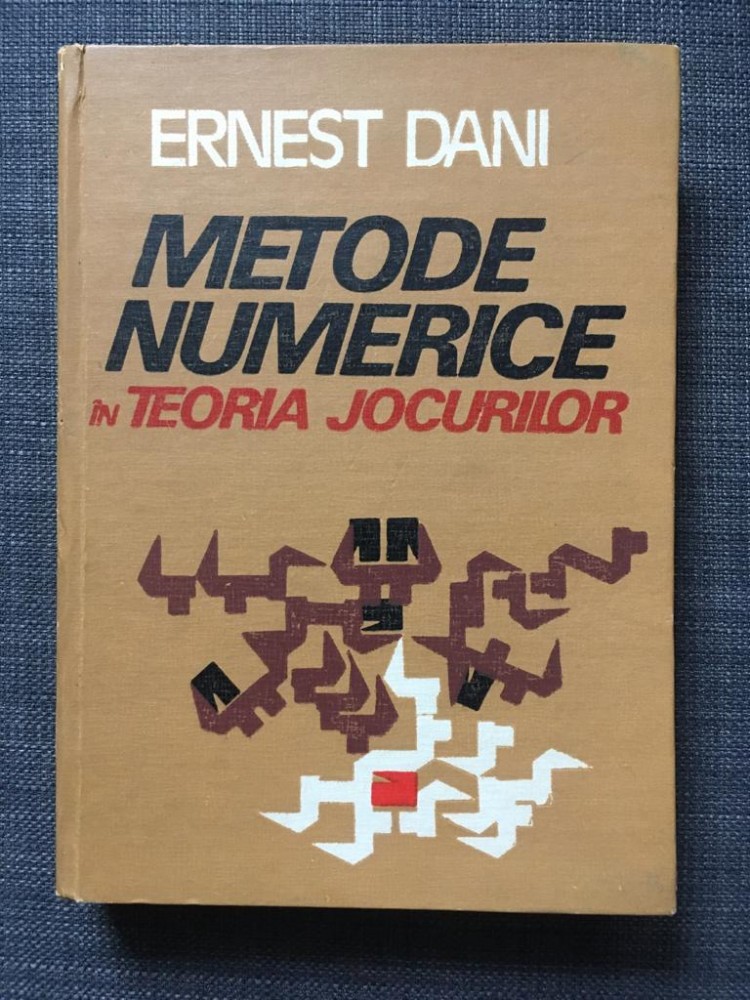 ERNEST DANI
METODE
NUMERICE
ÎN TEORIA JOCURILOR